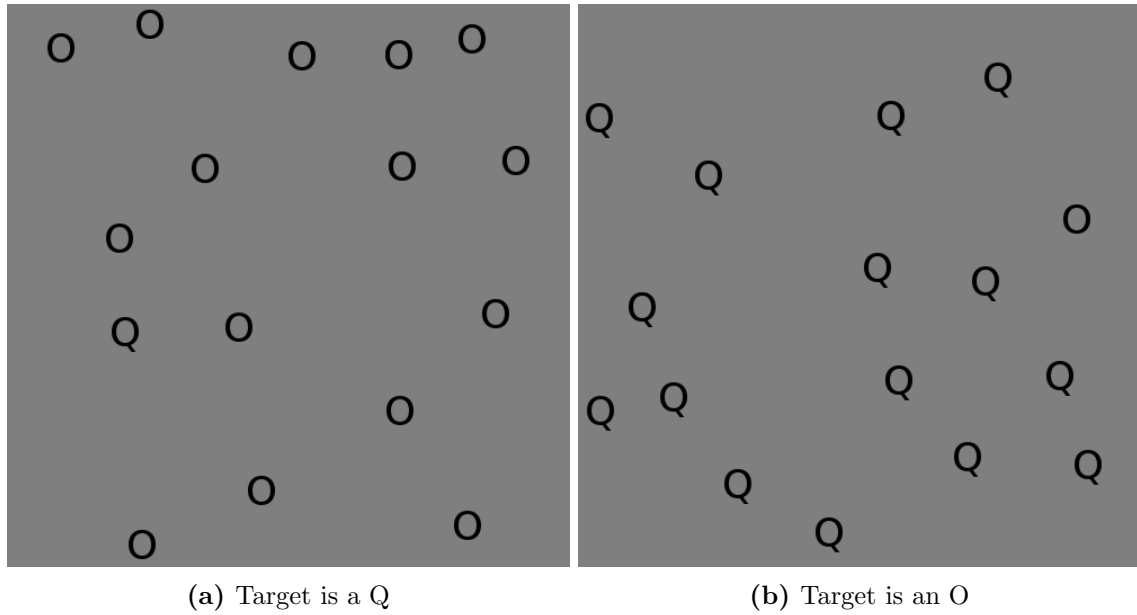 O O O O O
O O O
O
Q O O
O
O
O O
(a) Target is a Q
Q
Q Q
Q
O
Q Q
Q
Q Q
Q Q
Q Q
Q
Q
(b) Target is an O